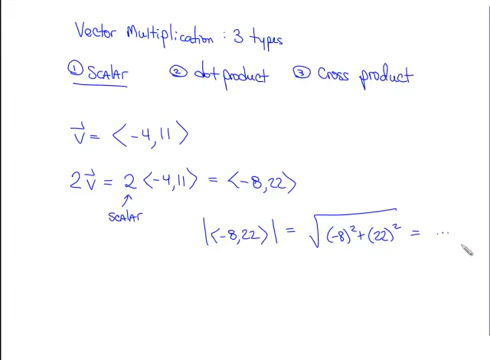 Vector Multiplication : 3 types
① SCALAR ② dot product ③ Cross product
v⃗ = ⟨-4,11⟩
2v⃗ = 2⟨-4,11⟩ = ⟨-8,22⟩
↑
SCALAR
|⟨-8,22⟩| = √((-8)² + (22)²) = ...